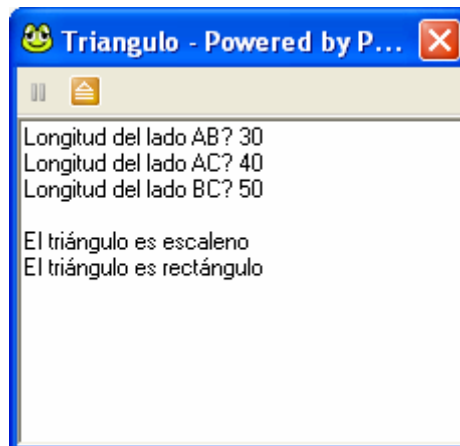 Triangulo - Powered by P...
Longitud del lado AB? 30
Longitud del lado AC? 40
Longitud del lado BC? 50
El triángulo es escaleno
El triángulo es rectángulo